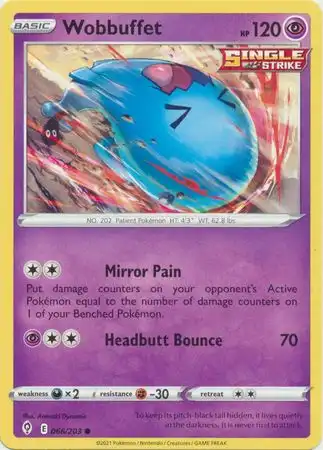 BASIC Wobbuffet HP 120
SINGLE
STRIKE
NO. 202 Patient Pokémon HT: 4'3" WT: 62.8 lbs
Mirror Pain
Put damage counters on your opponent's Active
Pokémon equal to the number of damage counters on
1 of your Benched Pokémon.
Headbutt Bounce 70
weakness ×2 resistance -30 retreat
Illus. Anesaki Dynamic
E 066/203
To keep its pitch-black tail hidden, it lives quietly
in the darkness. It is never first to attack.
©2021 Pokémon / Nintendo / Creatures / GAME FREAK